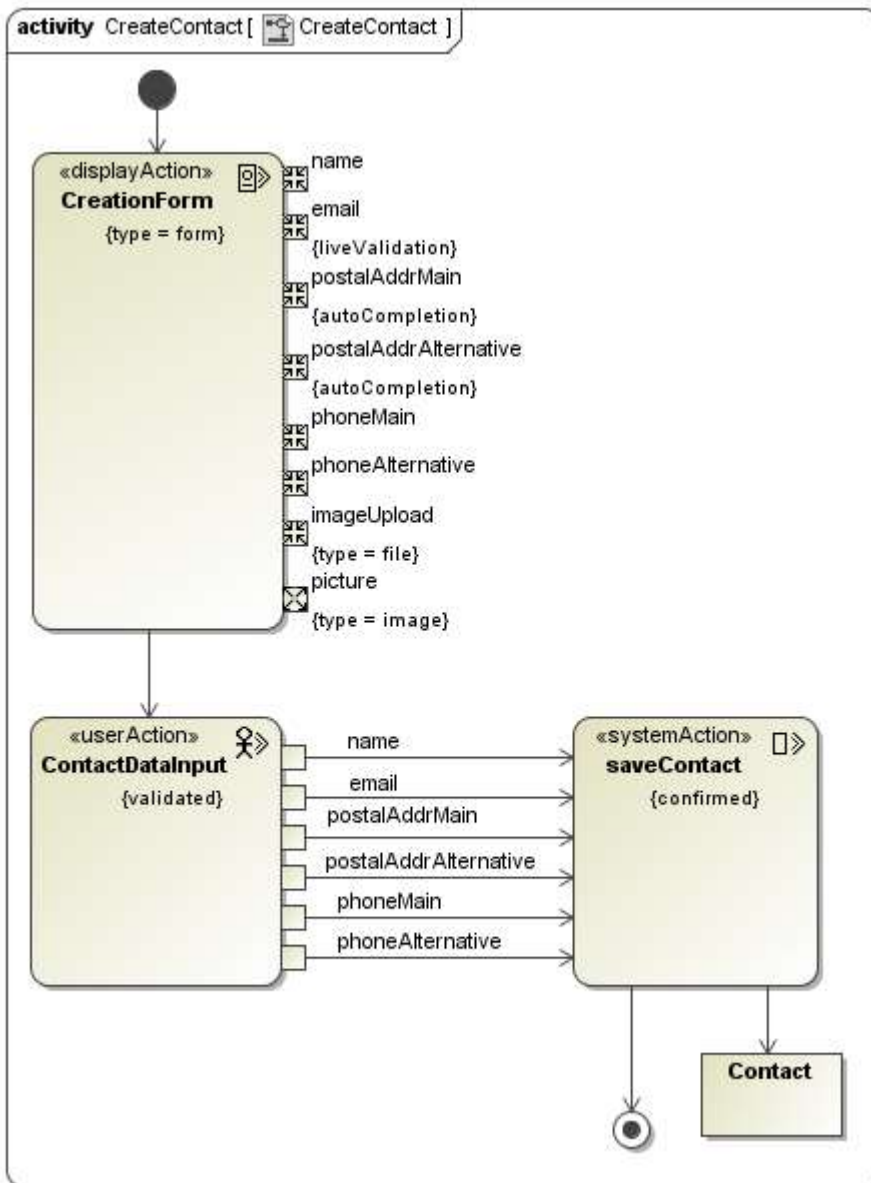 activity CreateContact [ CreateContact ]
«displayAction»
CreationForm
{type = form}
name
email
{liveValidation}
postalAddrMain
{autoCompletion}
postalAddrAlternative
{autoCompletion}
phoneMain
phoneAlternative
imageUpload
{type = file}
picture
{type = image}
«userAction»
ContactDataInput
{validated}
name
email
postalAddrMain
postalAddrAlternative
phoneMain
phoneAlternative
«systemAction»
saveContact
{confirmed}
Contact